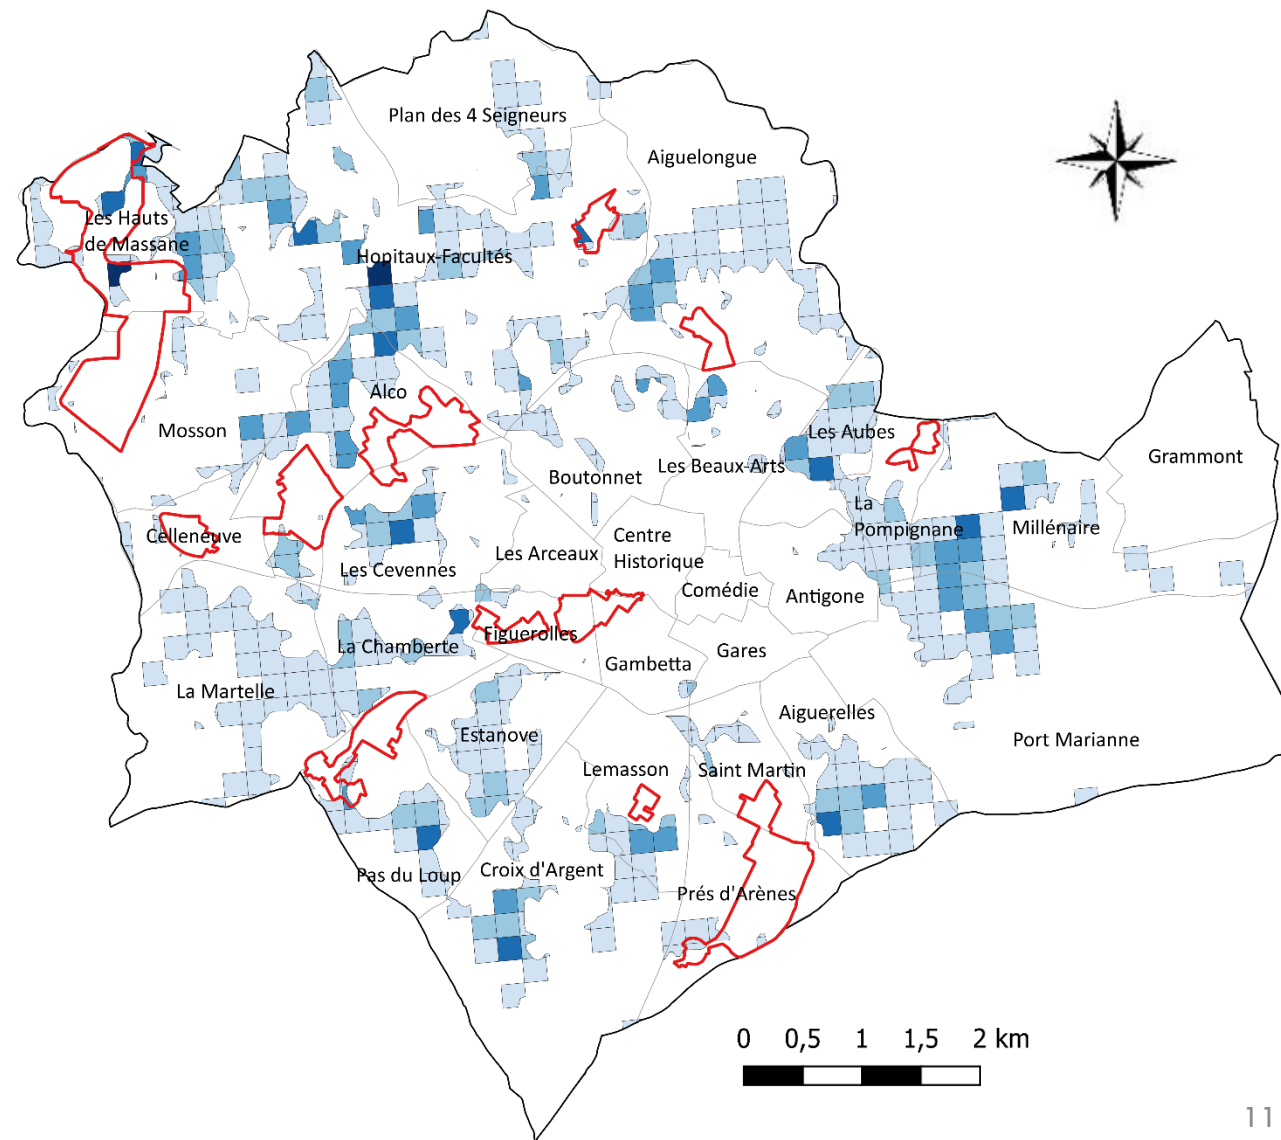 Plan des 4 Seigneurs
Aiguelongue
Les Hauts
de Massane
Hopitaux-Facultés
Alco
Mosson
Les Aubes
Grammont
Boutonnet
Les Beaux-Arts
La
Pompignane
Millénaire
Celleneuve
Centre
Historique
Les Arceaux
Les Cevennes
Comédie
Antigone
Figuerolles
La Chamberte
Gambetta
Gares
La Martelle
Aiguerelles
Estanove
Port Marianne
Lemasson
Saint Martin
Pas du Loup
Croix d'Argent
Prés d'Arènes
0 0,5 1 1,5 2 km
11